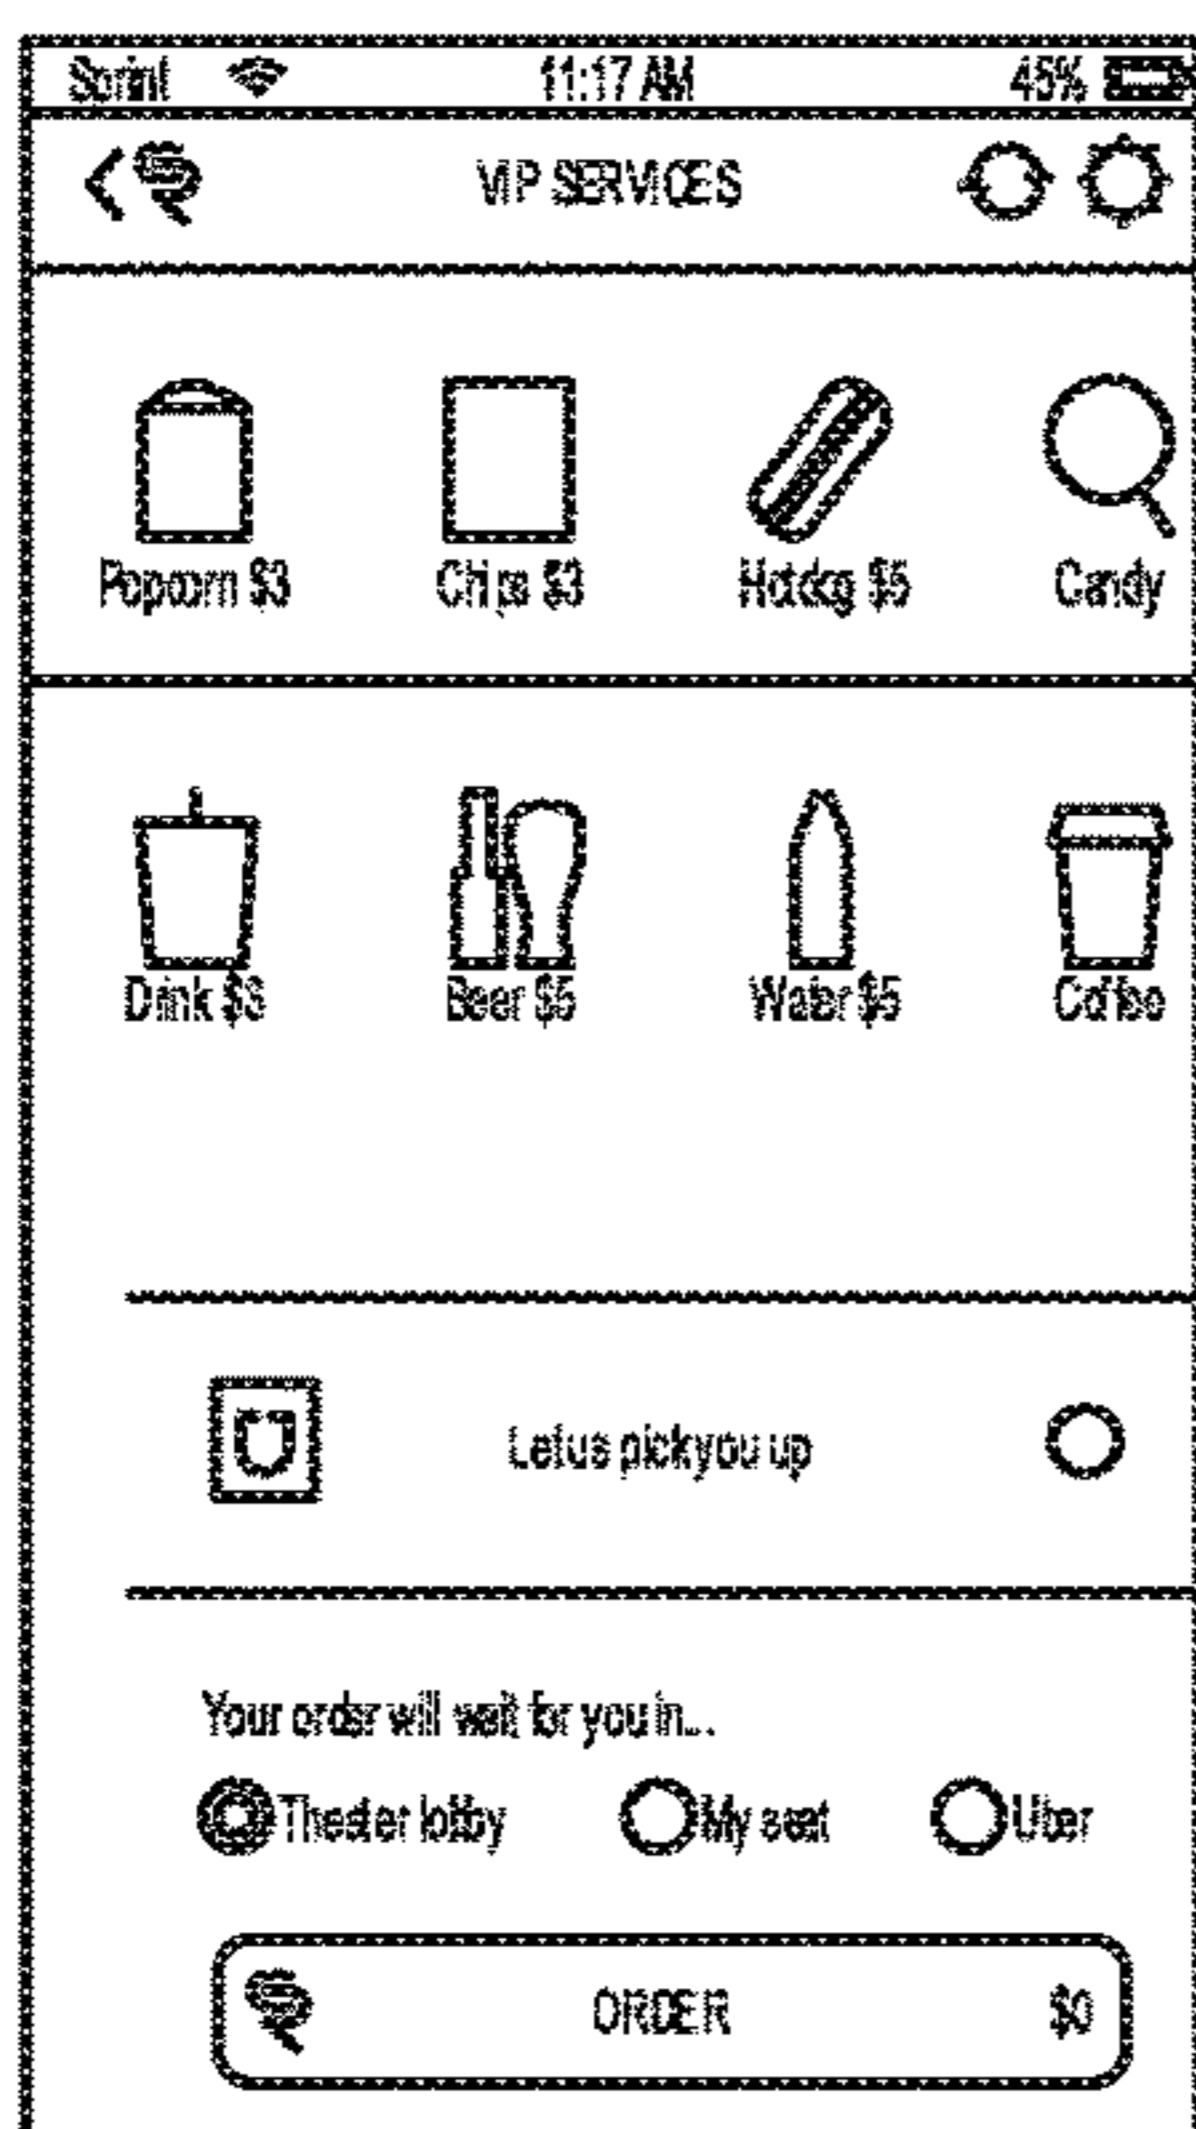 Sprint 11:17 AM 45%
VIP SERVICES
Popcorn $3 Chips $3 Hotdog $5 Candy
Drink $3 Beer $5 Water $5 Coffee
Let us pick you up
Your order will wait for you in...
Theater lobby My seat Uber
ORDER $0